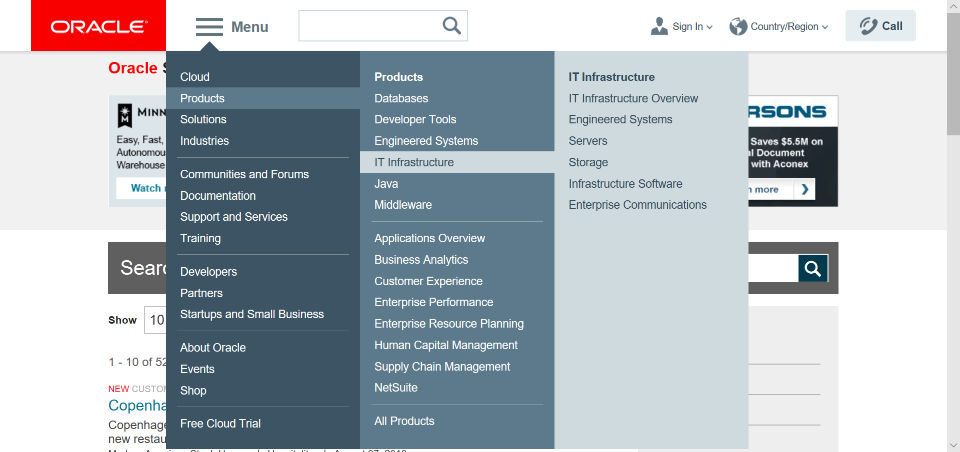 ORACLE
Menu
Sign In
Country/Region
Call
Oracle
Cloud
Products
Solutions
Industries
Communities and Forums
Documentation
Support and Services
Training
Developers
Partners
Startups and Small Business
About Oracle
Events
Shop
Free Cloud Trial
Products
Databases
Developer Tools
Engineered Systems
IT Infrastructure
Java
Middleware
Applications Overview
Business Analytics
Customer Experience
Enterprise Performance
Enterprise Resource Planning
Human Capital Management
Supply Chain Management
NetSuite
All Products
IT Infrastructure
IT Infrastructure Overview
Engineered Systems
Servers
Storage
Infrastructure Software
Enterprise Communications
M MINN
Easy, Fast,
Autonomou
Warehouse
Watch
RSONS
Saves $5.5M on
al Document
with Aconex
n more
Sear
Show 10
1 - 10 of 52
NEW CUSTOM
Copenha
Copenhage
new restau